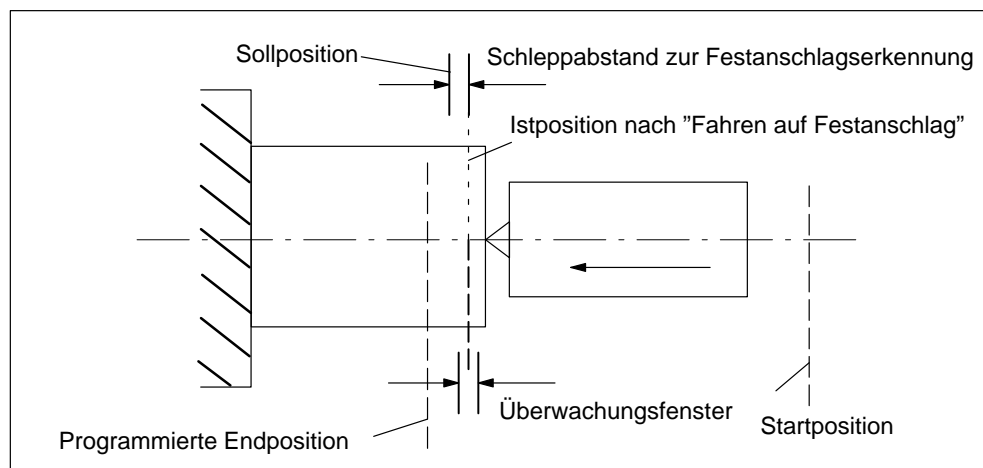 Sollposition
Schleppabstand zur Festanschlagserkennung
Istposition nach ”Fahren auf Festanschlag”
Überwachungsfenster
Startposition
Programmierte Endposition